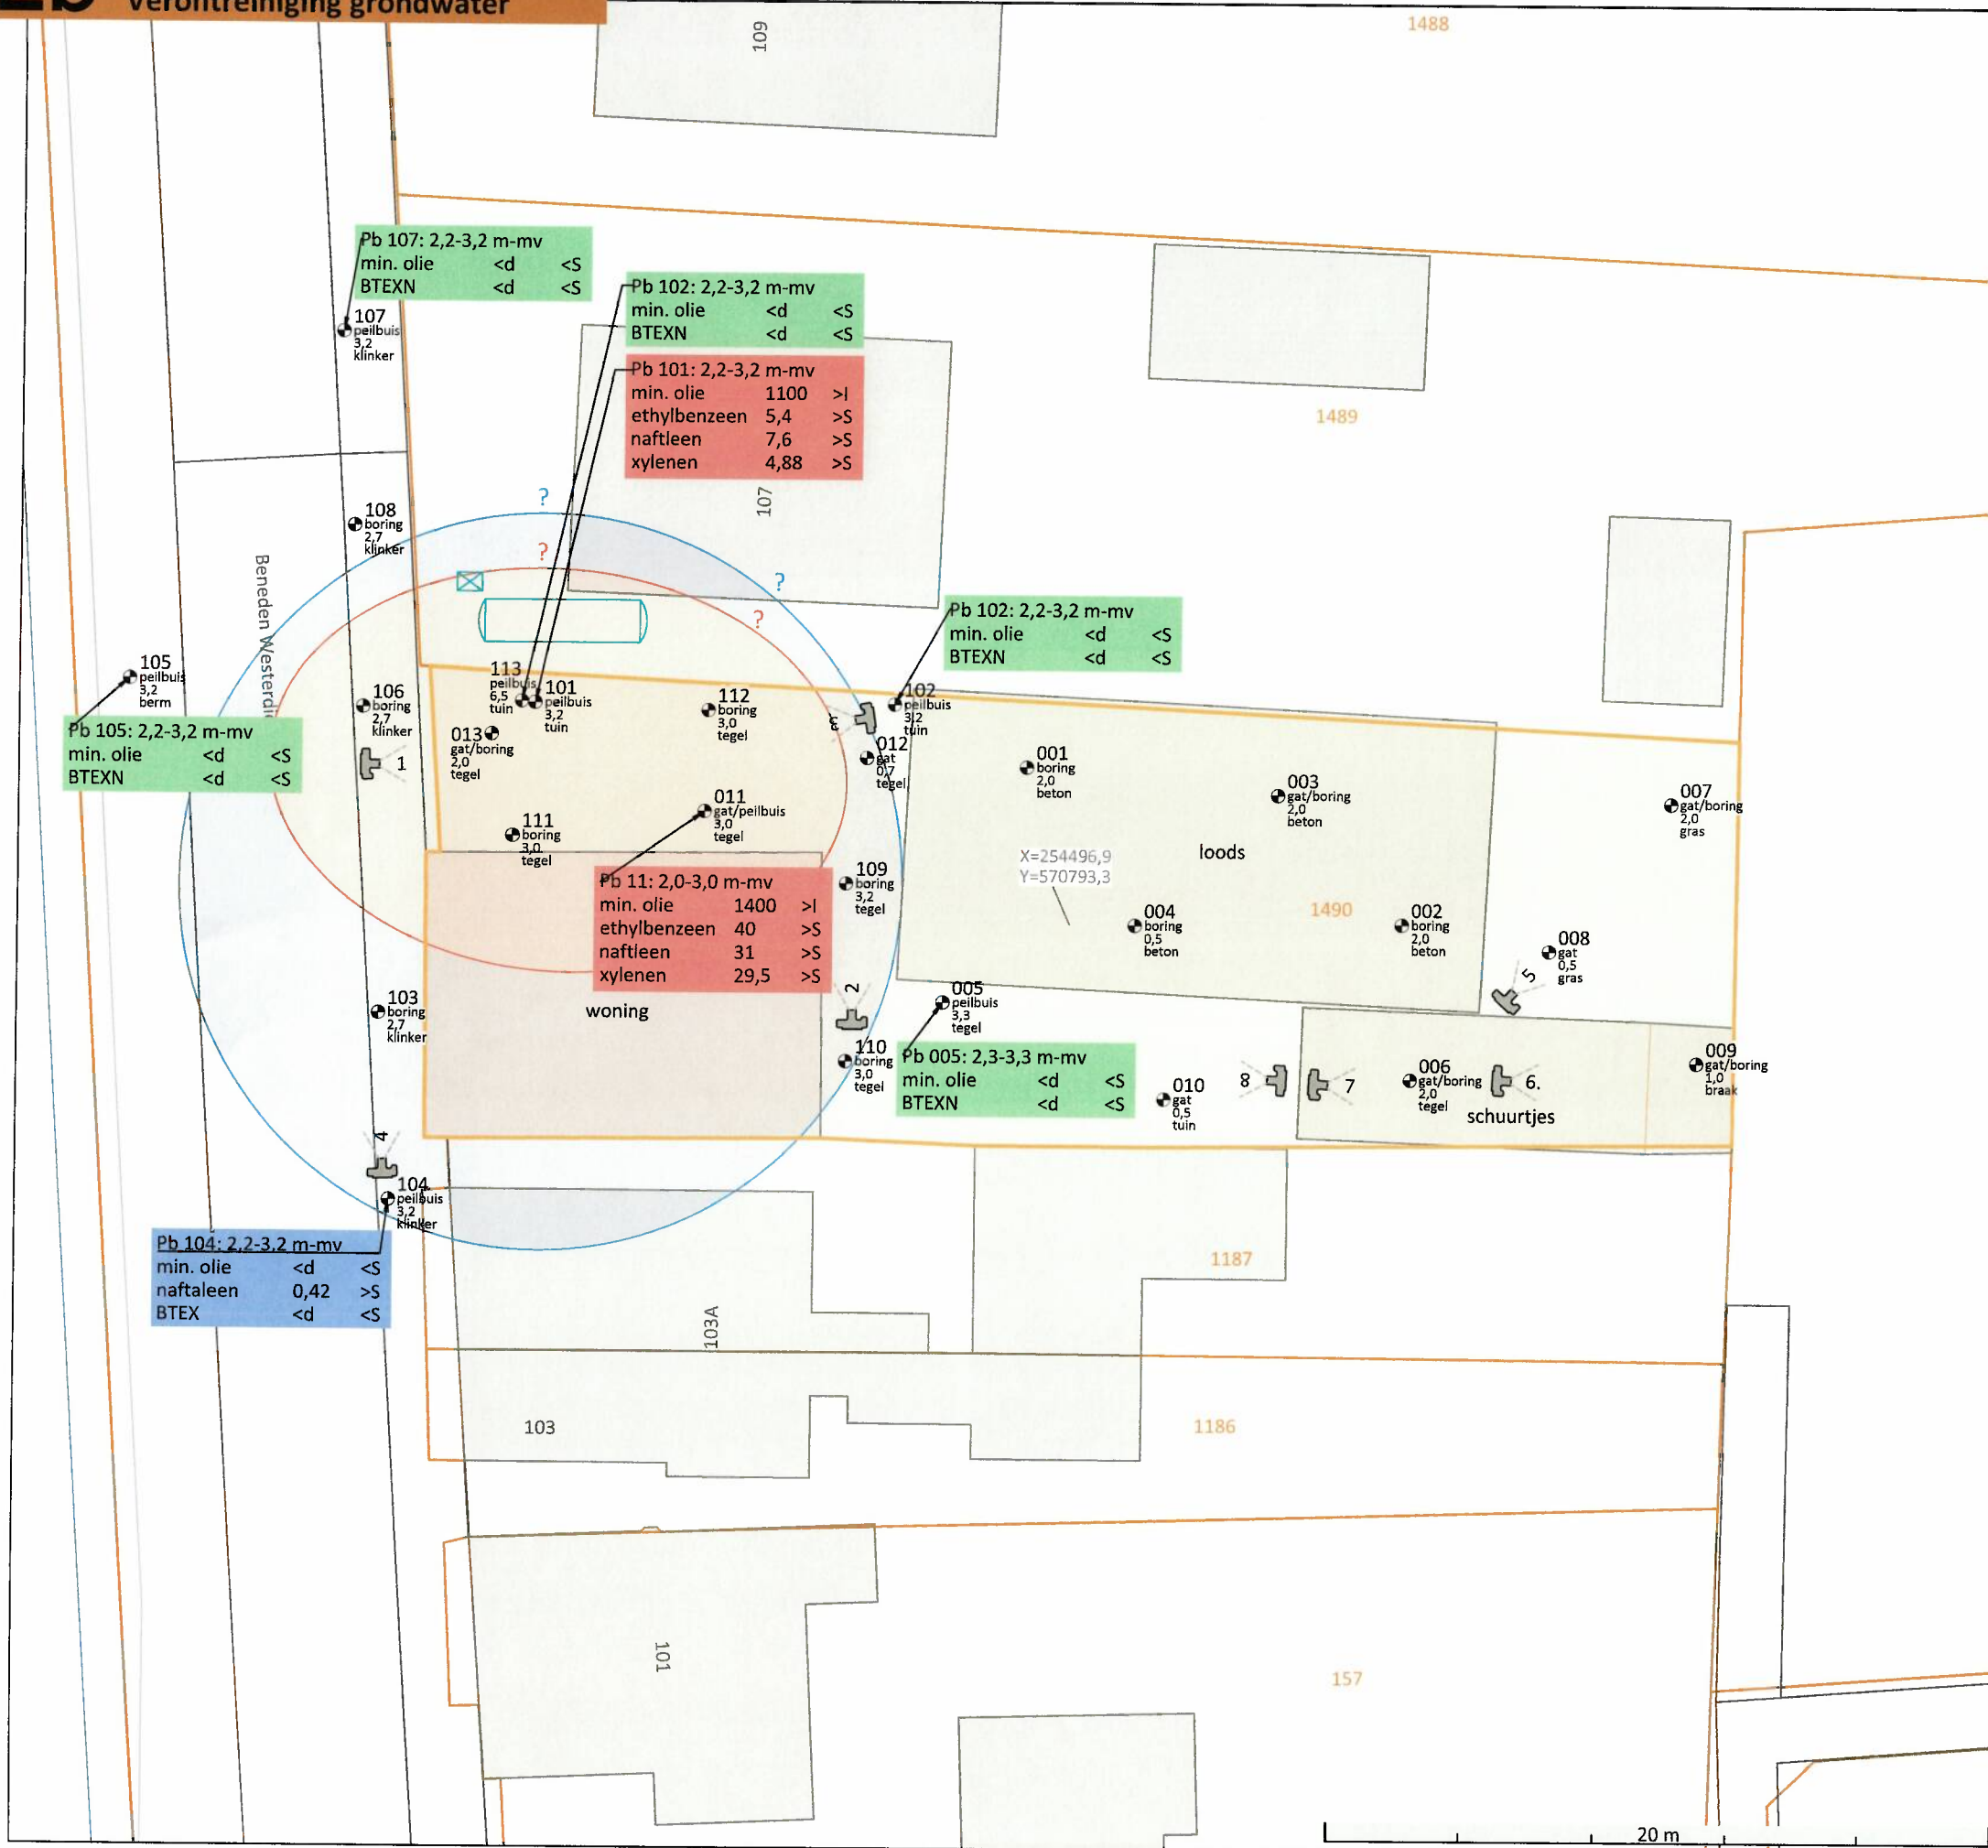 2b verontreiniging grondwater
109
1488
Pb 107: 2,2-3,2 m-mv
min. olie <d <S
BTEXN <d <S
107
peilbuis
3,2
klinker
Pb 102: 2,2-3,2 m-mv
min. olie <d <S
BTEXN <d <S
Pb 101: 2,2-3,2 m-mv
min. olie 1100 >I
ethylbenzeen 5,4 >S
naftleen 7,6 >S
xylenen 4,88 >S
107
1489
108
boring
2,7
klinker
?
?
?
?
Beneden Westerdi
105
peilbuis
3,2
berm
Pb 105: 2,2-3,2 m-mv
min. olie <d <S
BTEXN <d <S
106
boring
2,7
klinker
1
113
peilbuis
6,5
tuin
101
peilbuis
3,2
tuin
013
gat/boring
2,0
tegel
112
boring
3,0
tegel
3
Pb 102: 2,2-3,2 m-mv
min. olie <d <S
BTEXN <d <S
102
peilbuis
3,2
tuin
012
gat
0,7
tegel
001
boring
2,0
beton
003
gat/boring
2,0
beton
007
gat/boring
2,0
gras
111
boring
3,0
tegel
011
gat/peilbuis
3,0
tegel
loods
X=254496,9
Y=570793,3
Pb 11: 2,0-3,0 m-mv
min. olie 1400 >I
ethylbenzeen 40 >S
naftleen 31 >S
xylenen 29,5 >S
109
boring
3,2
tegel
004
boring
0,5
beton
1490
002
boring
2,0
beton
008
gat
0,5
gras
5
103
boring
2,7
klinker
woning
2
005
peilbuis
3,3
tegel
110
boring
3,0
tegel
Pb 005: 2,3-3,3 m-mv
min. olie <d <S
BTEXN <d <S
010
gat
0,5
tuin
8
7
006
gat/boring
2,0
tegel
6.
schuurtjes
009
gat/boring
1,0
braak
4
104
peilbuis
3,2
klinker
Pb 104: 2,2-3,2 m-mv
min. olie <d <S
naftaleen 0,42 >S
BTEX <d <S
1187
103A
103
1186
101
157
20 m